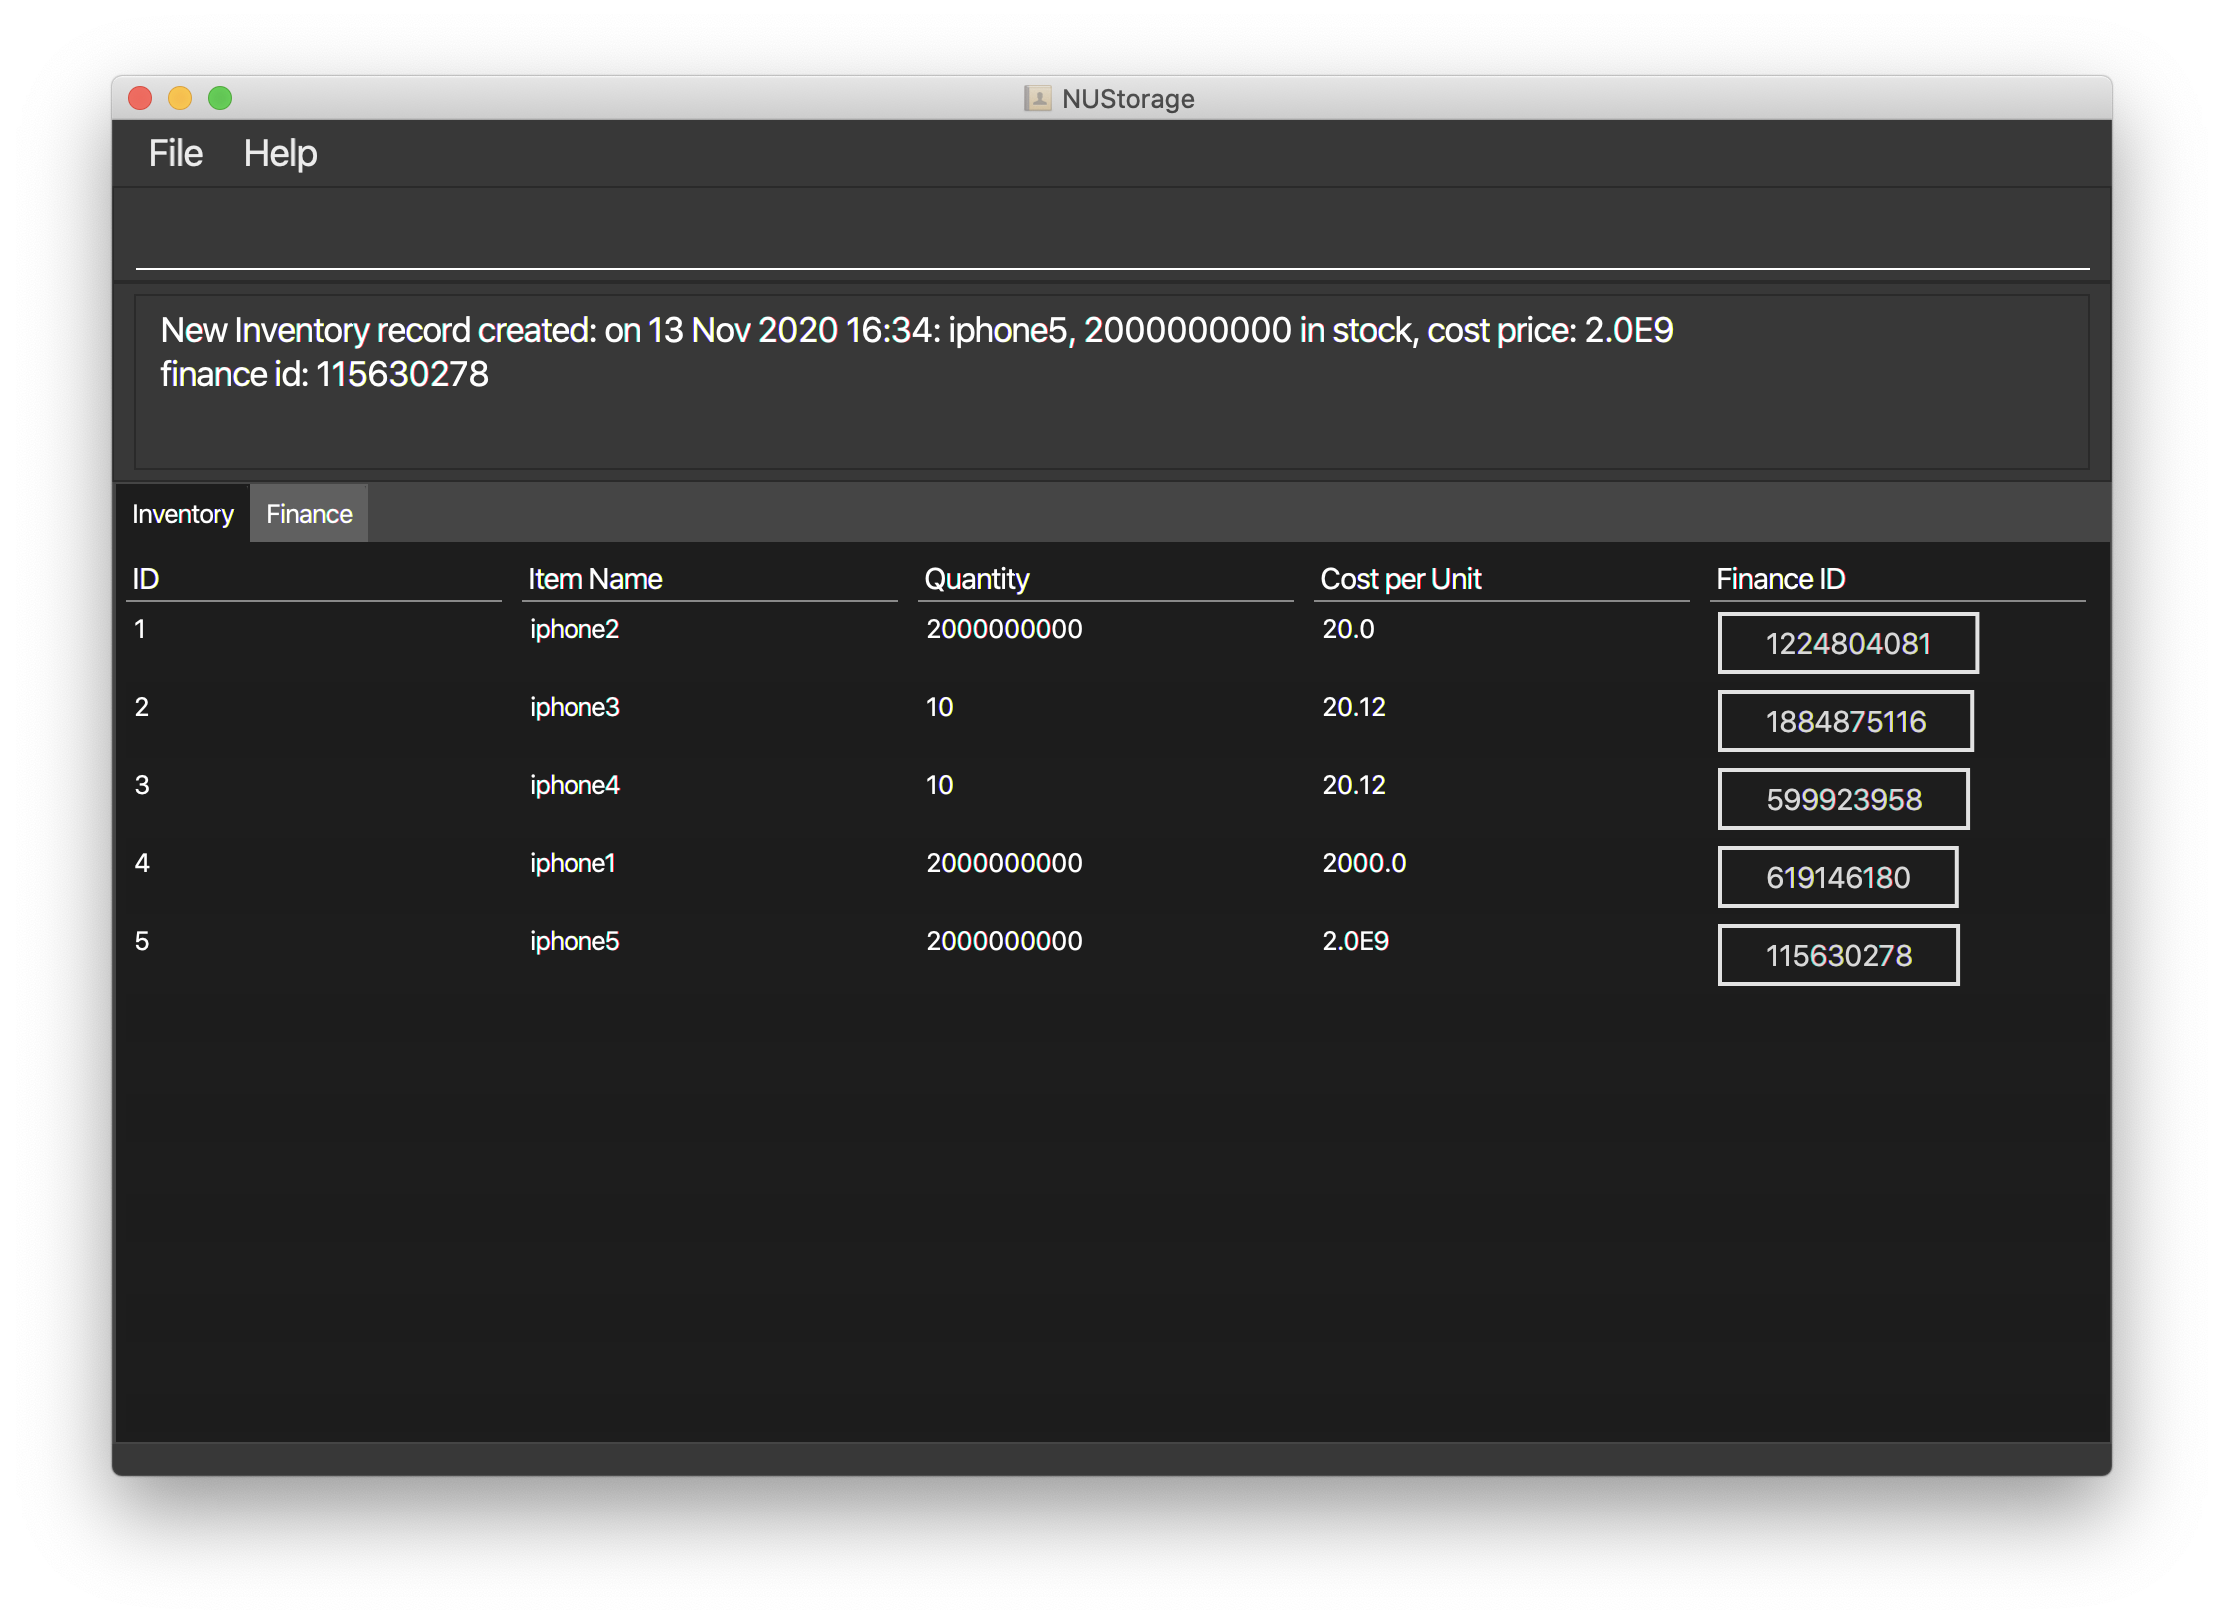 NUStorage
File Help
New Inventory record created: on 13 Nov 2020 16:34: iphone5, 2000000000 in stock, cost price: 2.0E9
finance id: 115630278
Inventory Finance
ID Item Name Quantity Cost per Unit Finance ID
1 iphone2 2000000000 20.0 1224804081
2 iphone3 10 20.12 1884875116
3 iphone4 10 20.12 599923958
4 iphone1 2000000000 2000.0 619146180
5 iphone5 2000000000 2.0E9 115630278